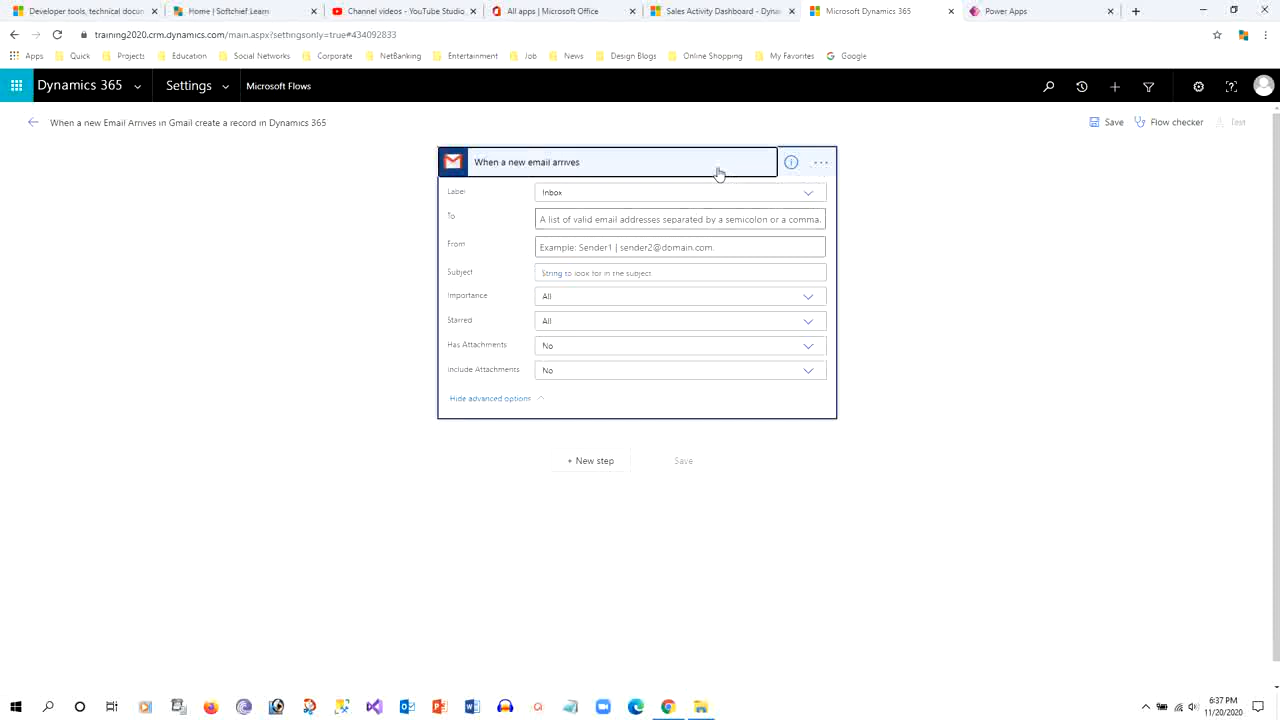 Developer tools, technical docum
Home | Softchief Learn
Channel videos - YouTube Studio
All apps | Microsoft Office
Sales Activity Dashboard - Dynam
Microsoft Dynamics 365
Power Apps
training2020.crm.dynamics.com/main.aspx?settingsonly=true#434092833
Apps
Quick
Projects
Education
Social Networks
Corporate
NetBanking
Entertainment
Job
News
Design Blogs
Online Shopping
My Favorites
Google
Dynamics 365
Settings
Microsoft Flows
When a new Email Arrives in Gmail create a record in Dynamics 365
Save
Flow checker
Test
When a new email arrives
Label
Inbox
To
A list of valid email addresses separated by a semicolon or a comma.
From
Example: Sender1 | sender2@domain.com.
Subject
String to look for in the subject
Importance
All
Starred
All
Has Attachments
No
Include Attachments
No
Hide advanced options
+ New step
Save
6:37 PM
11/20/2020